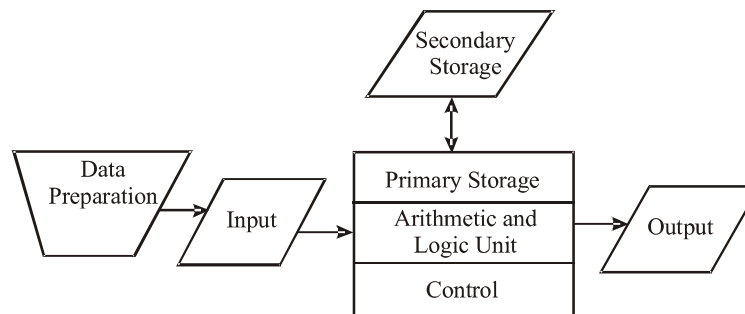 Secondary
Storage
Data
Preparation
Input
Primary Storage
Arithmetic and
Logic Unit
Control
Output